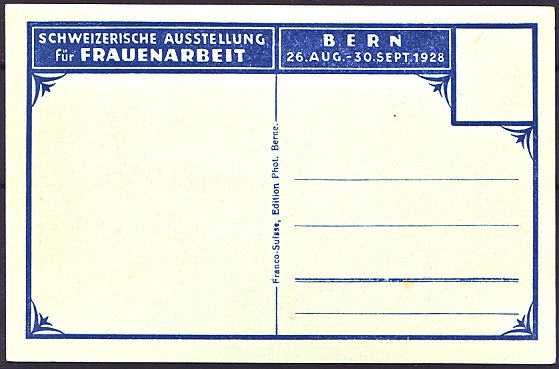 SCHWEIZERISCHE AUSSTELLUNG
für FRAUENARBEIT
BERN
26.AUG.-30.SEPT.1928
Franco-Suisse, Edition Phot. Berne.